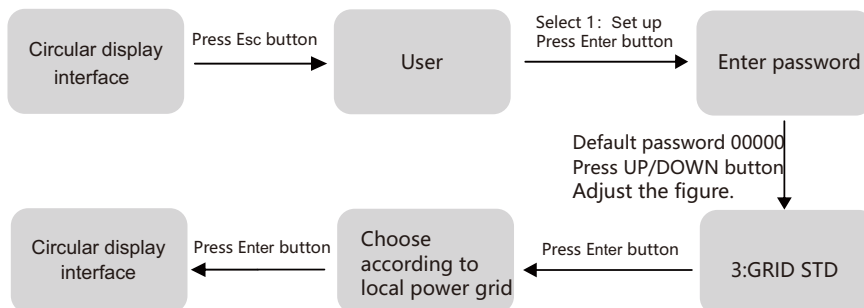 Circular display
interface
Press Esc button
User
Select 1: Set up
Press Enter button
Enter password
Default password 00000
Press UP/DOWN button
Adjust the figure.
Circular display
interface
Press Enter button
Choose
according to
local power grid
Press Enter button
3:GRID STD